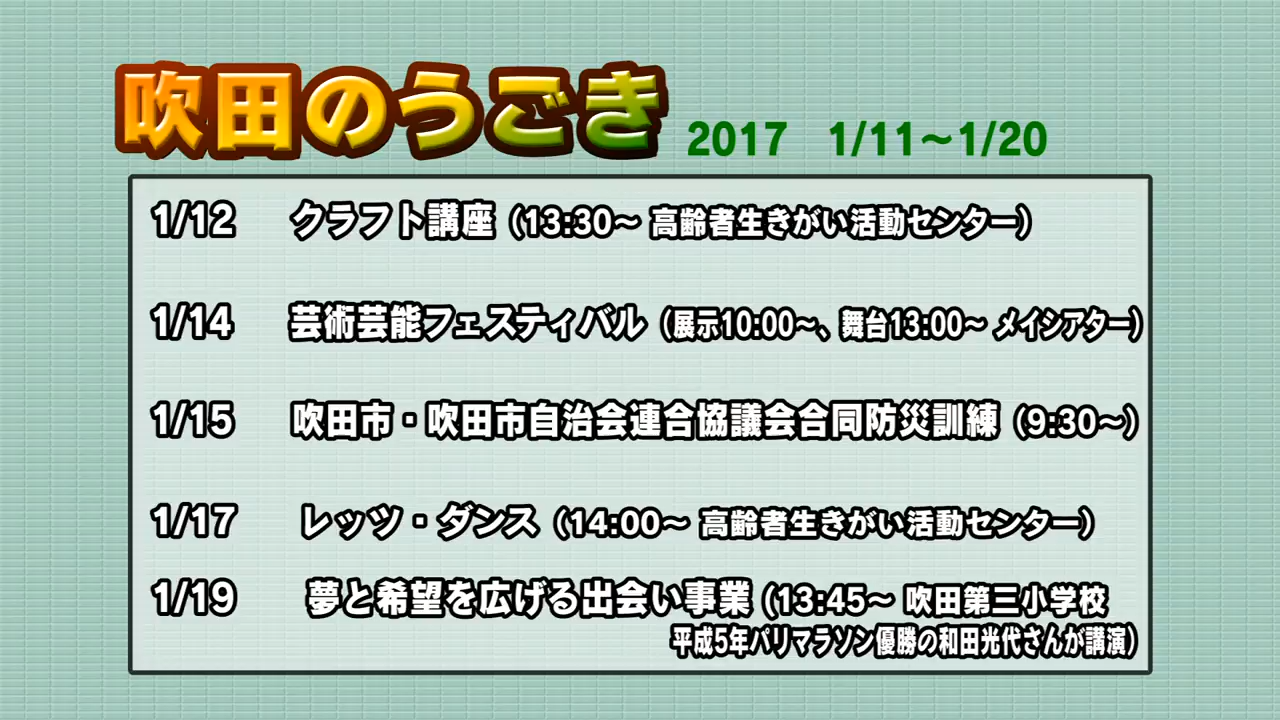 吹田のうごき 2017 1/11～1/20
1/12 クラフト講座（13:30～ 高齢者生きがい活動センター）
1/14 芸術芸能フェスティバル（展示10:00～、舞台13:00～ メイシアター）
1/15 吹田市・吹田市自治会連合協議会合同防災訓練（9:30～）
1/17 レッツ・ダンス（14:00～ 高齢者生きがい活動センター）
1/19 夢と希望を広げる出会い事業（13:45～ 吹田第三小学校
平成5年パリマラソン優勝の和田光代さんが講演）